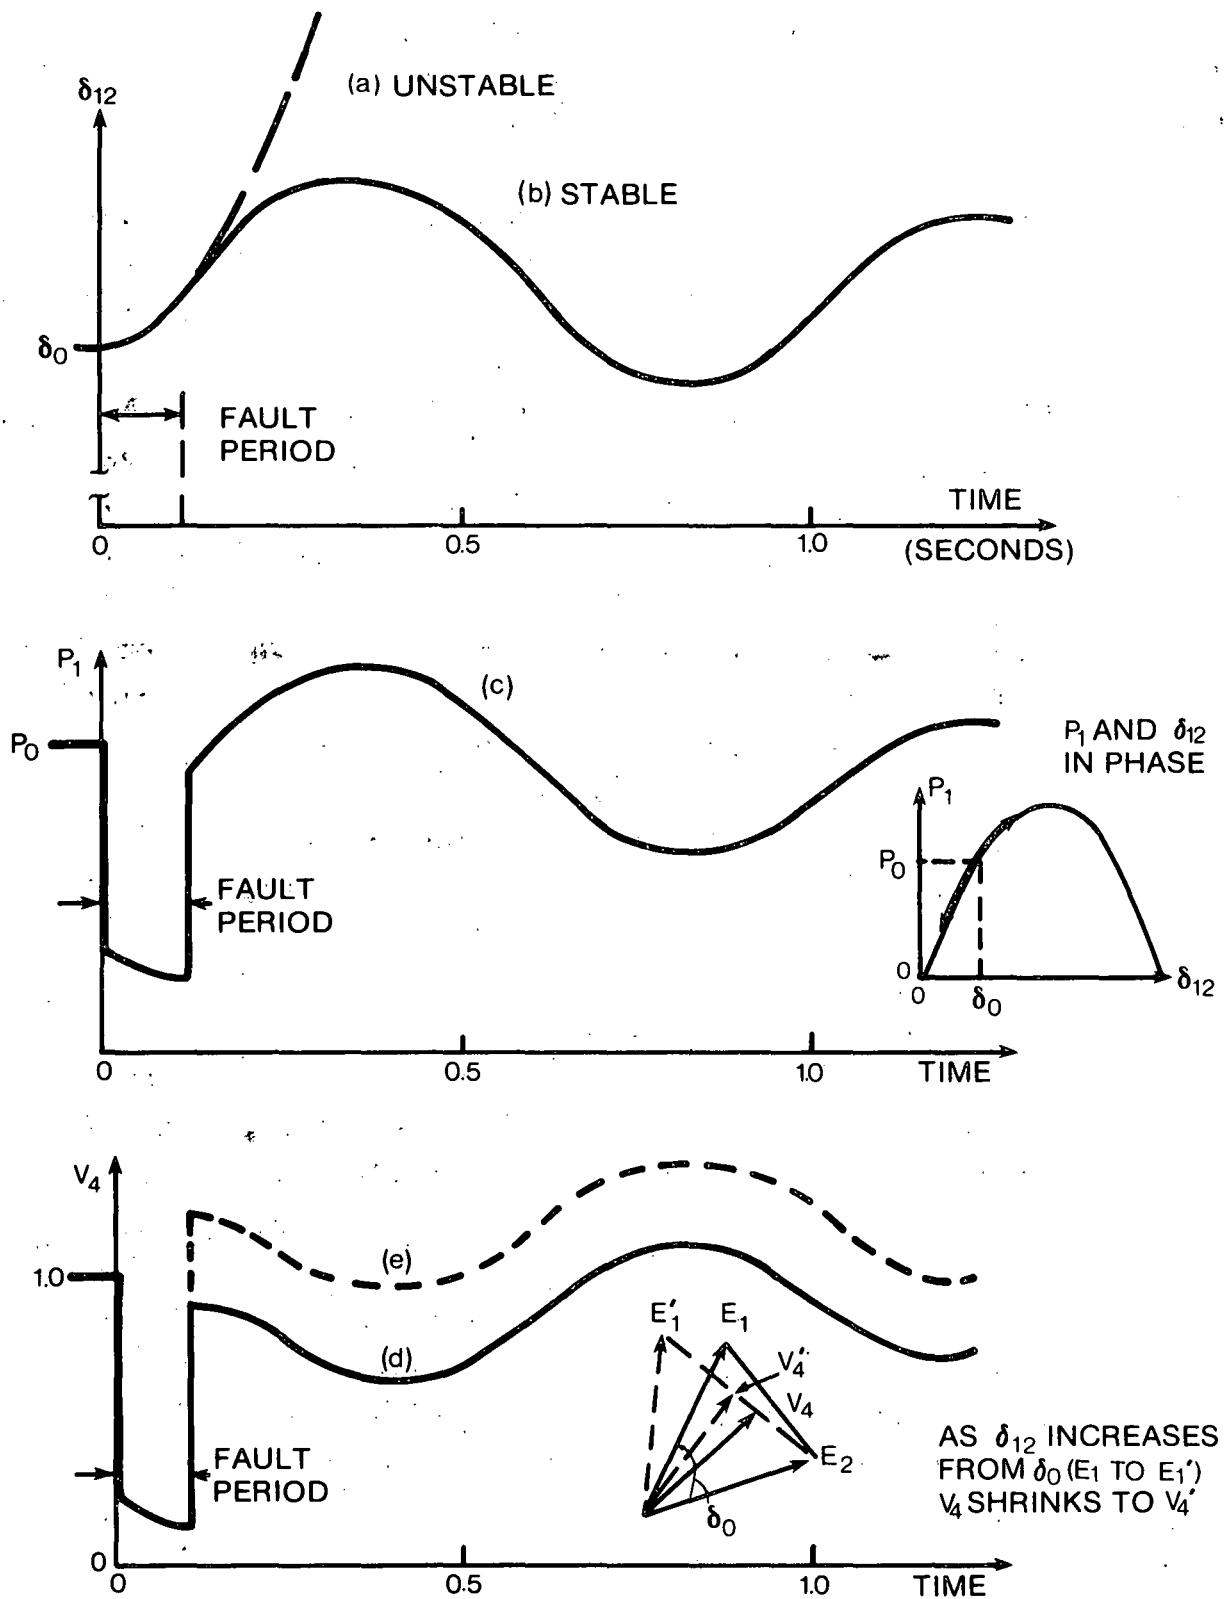 δ12
(a) UNSTABLE
(b) STABLE
δ0
FAULT
PERIOD
TIME
0
0.5
1.0
(SECONDS)
P1
(c)
P0
P1 AND δ12
IN PHASE
P1
P0
FAULT
PERIOD
0
0
δ0
δ12
0
0.5
1.0
TIME
V4
(e)
1.0
E1'
E1
V4'
(d)
V4
E2
AS δ12 INCREASES
FROM δ0 (E1 TO E1')
V4 SHRINKS TO V4'
FAULT
PERIOD
δ0
0
0
0.5
1.0
TIME